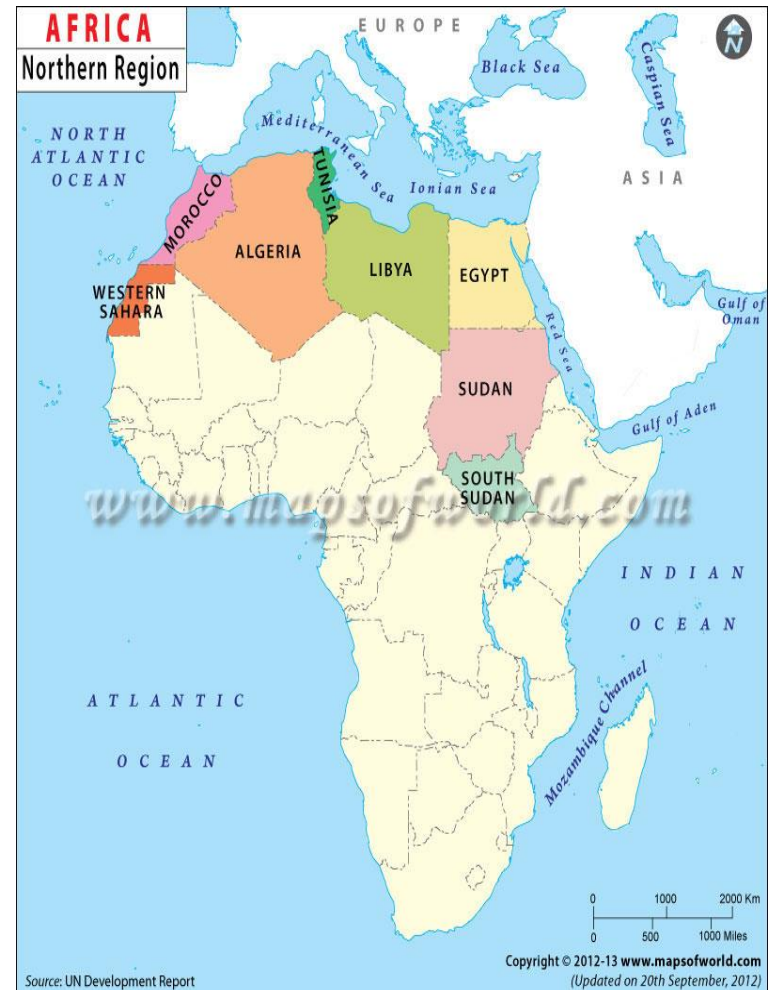 AFRICA
Northern Region
EUROPE
N
Black Sea
Caspian Sea
NORTH
ATLANTIC
OCEAN
Mediterranean Sea
Ionian Sea
ASIA
TUNISIA
MOROCCO
ALGERIA
LIBYA
EGYPT
WESTERN
SAHARA
Red Sea
Gulf of
Oman
SUDAN
Gulf of Aden
SOUTH
SUDAN
www.mapsofworld.com
INDIAN
OCEAN
ATLANTIC
OCEAN
Mozambique Channel
0 1000 2000 Km
0 500 1000 Miles
Copyright © 2012-13 www.mapsofworld.com
Source: UN Development Report
(Updated on 20th September, 2012)